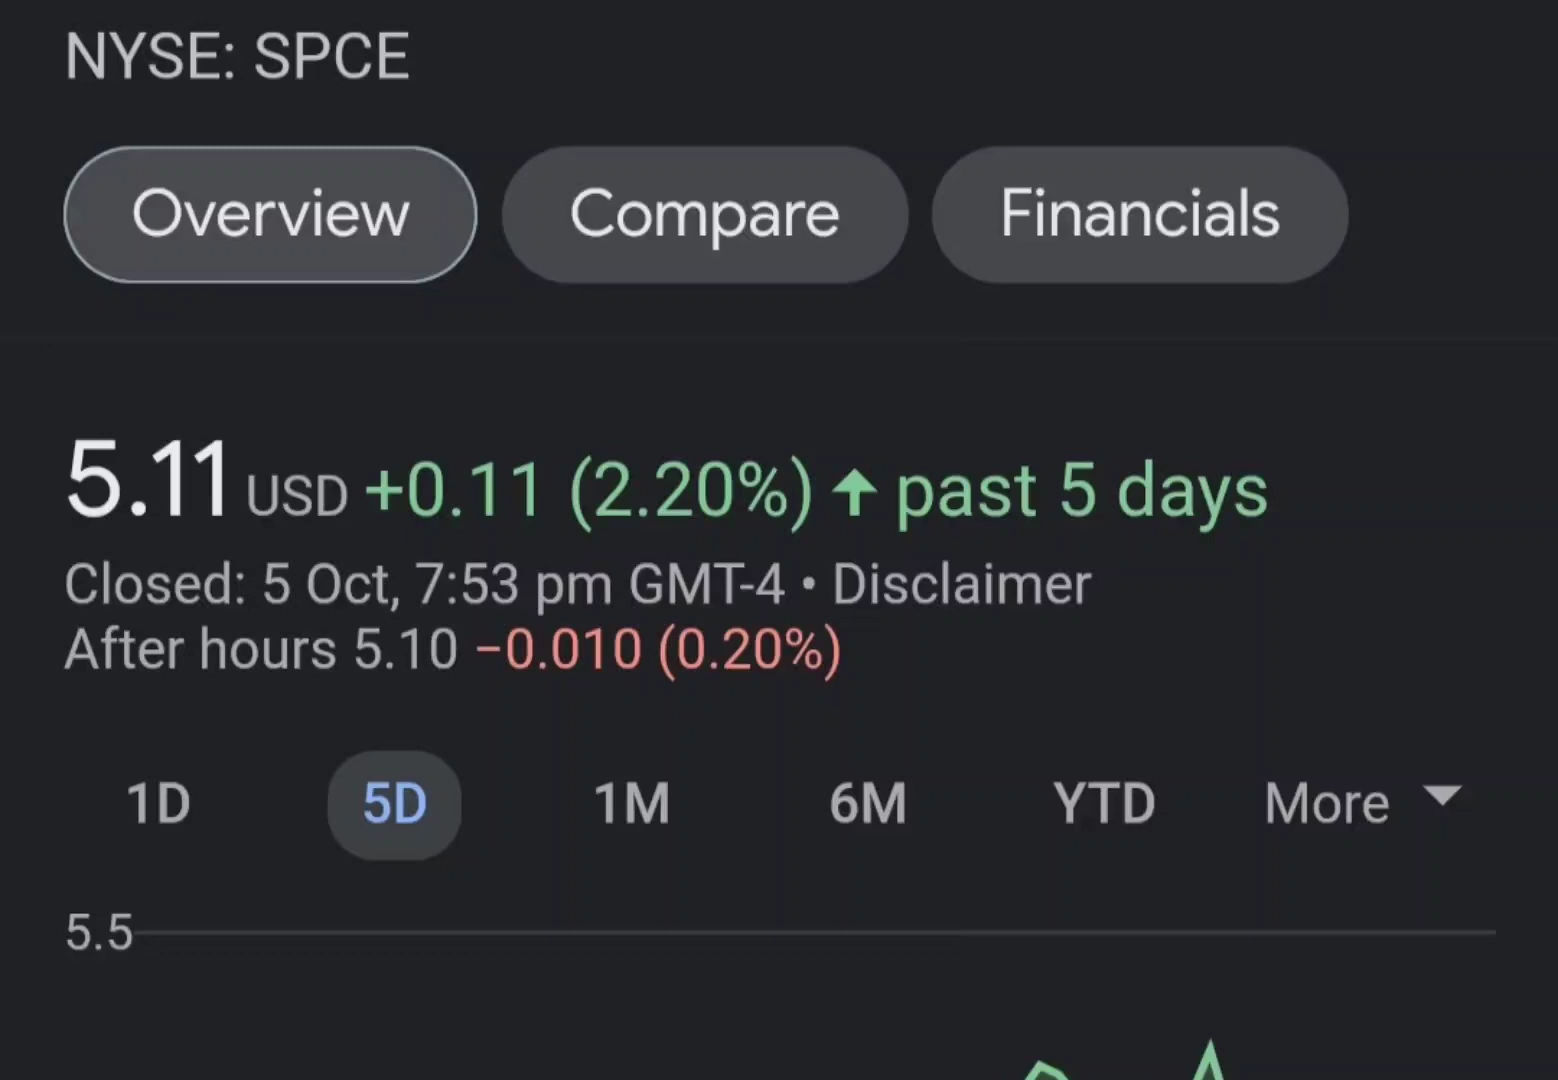 NYSE: SPCE
Overview Compare Financials
5.11 USD +0.11 (2.20%) ↑ past 5 days
Closed: 5 Oct, 7:53 pm GMT-4 • Disclaimer
After hours 5.10 −0.010 (0.20%)
1D 5D 1M 6M YTD More
5.5